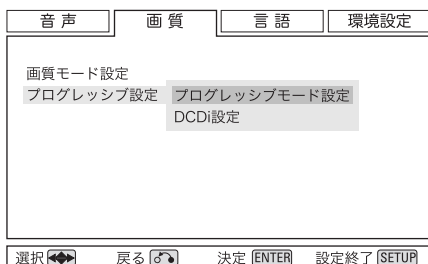 音声 画質 言語 環境設定
画質モード設定
プログレッシブ設定 プログレッシブモード設定
DCDi設定
選択 戻る 決定 ENTER 設定終了 SETUP